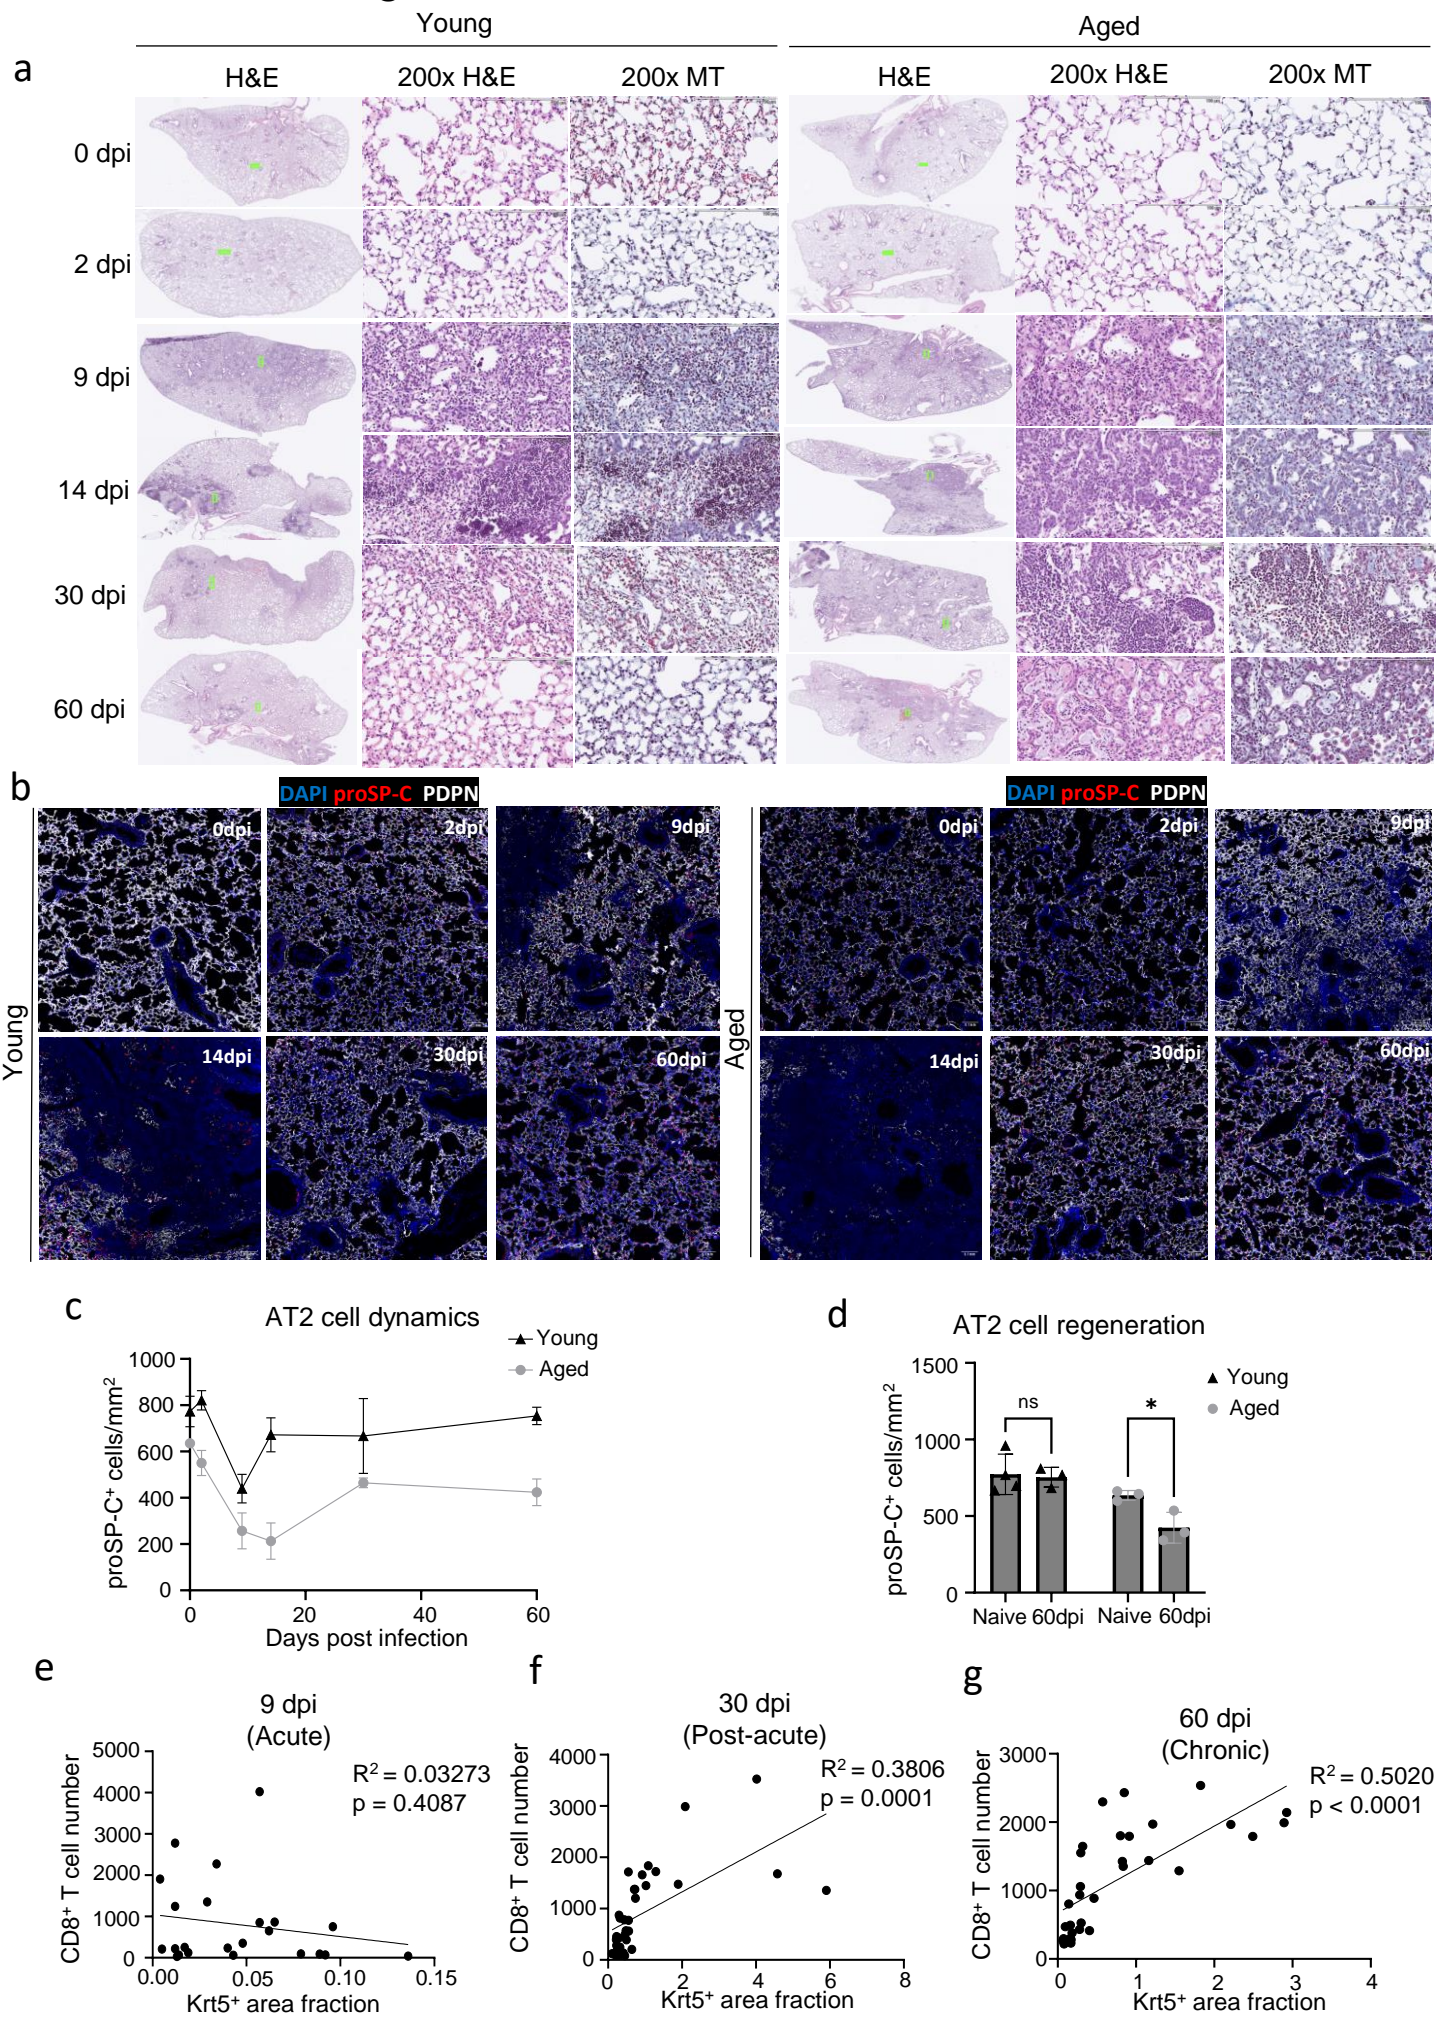 Young
Aged
a
H&E
200x H&E
200x MT
H&E
200x H&E
200x MT
0 dpi
2 dpi
9 dpi
14 dpi
30 dpi
60 dpi
b
DAPI proSP-C PDPN
DAPI proSP-C PDPN
Young
0dpi
2dpi
9dpi
14dpi
30dpi
60dpi
Aged
0dpi
2dpi
9dpi
14dpi
30dpi
60dpi
c
AT2 cell dynamics
Young
Aged
proSP-C⁺ cells/mm²
1000
800
600
400
200
0
0 20 40 60
Days post infection
d
AT2 cell regeneration
Young
Aged
proSP-C⁺ cells/mm²
1500
1000
500
0
ns
*
Naive 60dpi Naive 60dpi
e
9 dpi
(Acute)
R² = 0.03273
p = 0.4087
CD8⁺ T cell number
5000
4000
3000
2000
1000
0
0.00 0.05 0.10 0.15
Krt5⁺ area fraction
f
30 dpi
(Post-acute)
R² = 0.3806
p = 0.0001
CD8⁺ T cell number
4000
3000
2000
1000
0
0 2 4 6 8
Krt5⁺ area fraction
g
60 dpi
(Chronic)
R² = 0.5020
p < 0.0001
CD8⁺ T cell number
3000
2000
1000
0
0 1 2 3 4
Krt5⁺ area fraction